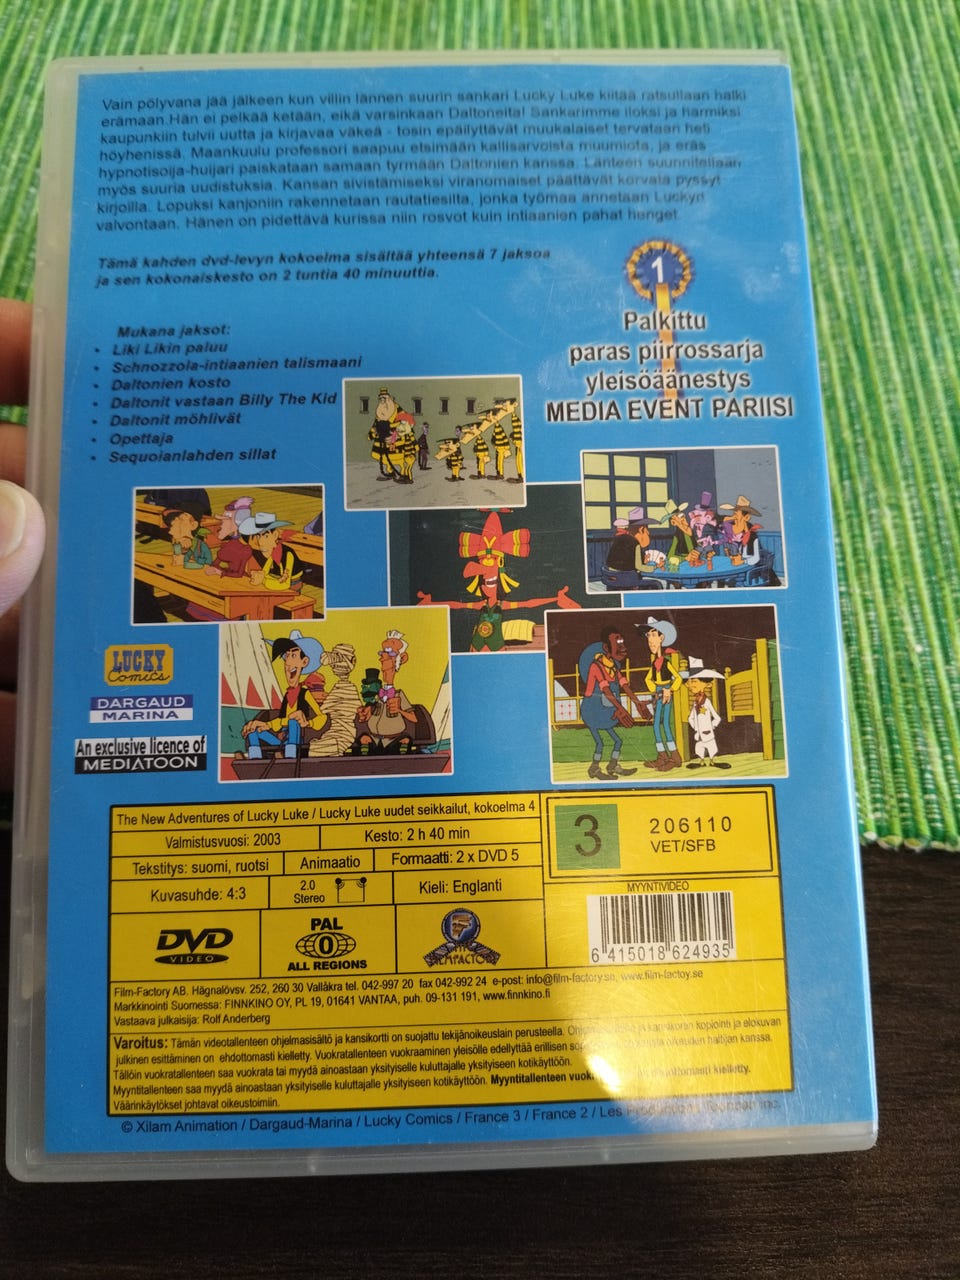 Vain pölyvana jää jälkeen kun villin lännen suurin sankari Lucky Luke kiitää ratsullaan halki
erämaan.Hän ei pelkää ketään, eikä varsinkaan Daltoneita! Sankarimme iloksi ja harmiksi
kaupunkiin tulvii uutta ja kirjavaa väkeä - tosin epäilyttävät muukalaiset tervataan heti
höyhenissä. Maankuulu professori saapuu etsimään kallisarvoista muumiota, ja eräs
hypnotisoija-huijari paiskataan samaan tyrmään Daltonien kanssa. Länteen suunnitellaan
myös suuria uudistuksia. Kansan sivistämiseksi viranomaiset päättävät korvata pyssyt
kirjoilla. Lopuksi kanjoniin rakennetaan rautatiesilta, jonka työmaa annetaan Luckyn
valvontaan. Hänen on pidettävä kurissa niin rosvot kuin intiaanien pahat henget.
Tämä kahden dvd-levyn kokoelma sisältää yhteensä 7 jaksoa
ja sen kokonaiskesto on 2 tuntia 40 minuuttia.
1
Palkittu
paras piirrossarja
yleisöäänestys
MEDIA EVENT PARIISI
Mukana jaksot:
• Liki Likin paluu
• Schnozzola-intiaanien talismaani
• Daltonien kosto
• Daltonit vastaan Billy The Kid
• Daltonit möhlivät
• Opettaja
• Sequoianlahden sillat
LUCKY
Comics
DARGAUD
MARINA
An exclusive licence of
MEDIATOON
The New Adventures of Lucky Luke / Lucky Luke uudet seikkailut, kokoelma 4
Valmistusvuosi: 2003
Kesto: 2 h 40 min
Tekstitys: suomi, ruotsi
Animaatio
Formaatti: 2 x DVD 5
Kuvasuhde: 4:3
2.0
Stereo
Kieli: Englanti
3
206110
VET/SFB
MYYNTIVIDEO
6 415018 624935
DVD
VIDEO
PAL
0
ALL REGIONS
Film-Factory AB. Hägnalövsv. 252, 260 30 Vallåkra tel. 042-997 20 fax 042-992 24 e-post: info@film-factory.se, www.film-factoy.se
Markkinointi Suomessa: FINNKINO OY, PL 19, 01641 VANTAA, puh. 09-131 191, www.finnkino.fi
Vastaava julkaisija: Rolf Anderberg
Varoitus: Tämän videotallenteen ohjelmasisältö ja kansikortti on suojattu tekijänoikeuslain perusteella. kansikortin kopiointi ja elokuvan
julkinen esittäminen on ehdottomasti kielletty. Vuokratallenteen vuokraaminen yleisölle edellyttää erillisen oikeuden haltijan kanssa.
Tällöin vuokratallenteen saa vuokrata tai myydä ainoastaan yksityiselle kuluttajalle yksityiseen kotikäyttöön.
Myyntitallenteen saa myydä ainoastaan yksityiselle kuluttajalle yksityiseen kotikäyttöön. Myyntitallenteen ehdottomasti kielletty.
Väärinkäytökset johtavat oikeustoimiin.
© Xilam Animation / Dargaud-Marina / Lucky Comics / France 3 / France 2 / Les Productions Tooncan Inc.